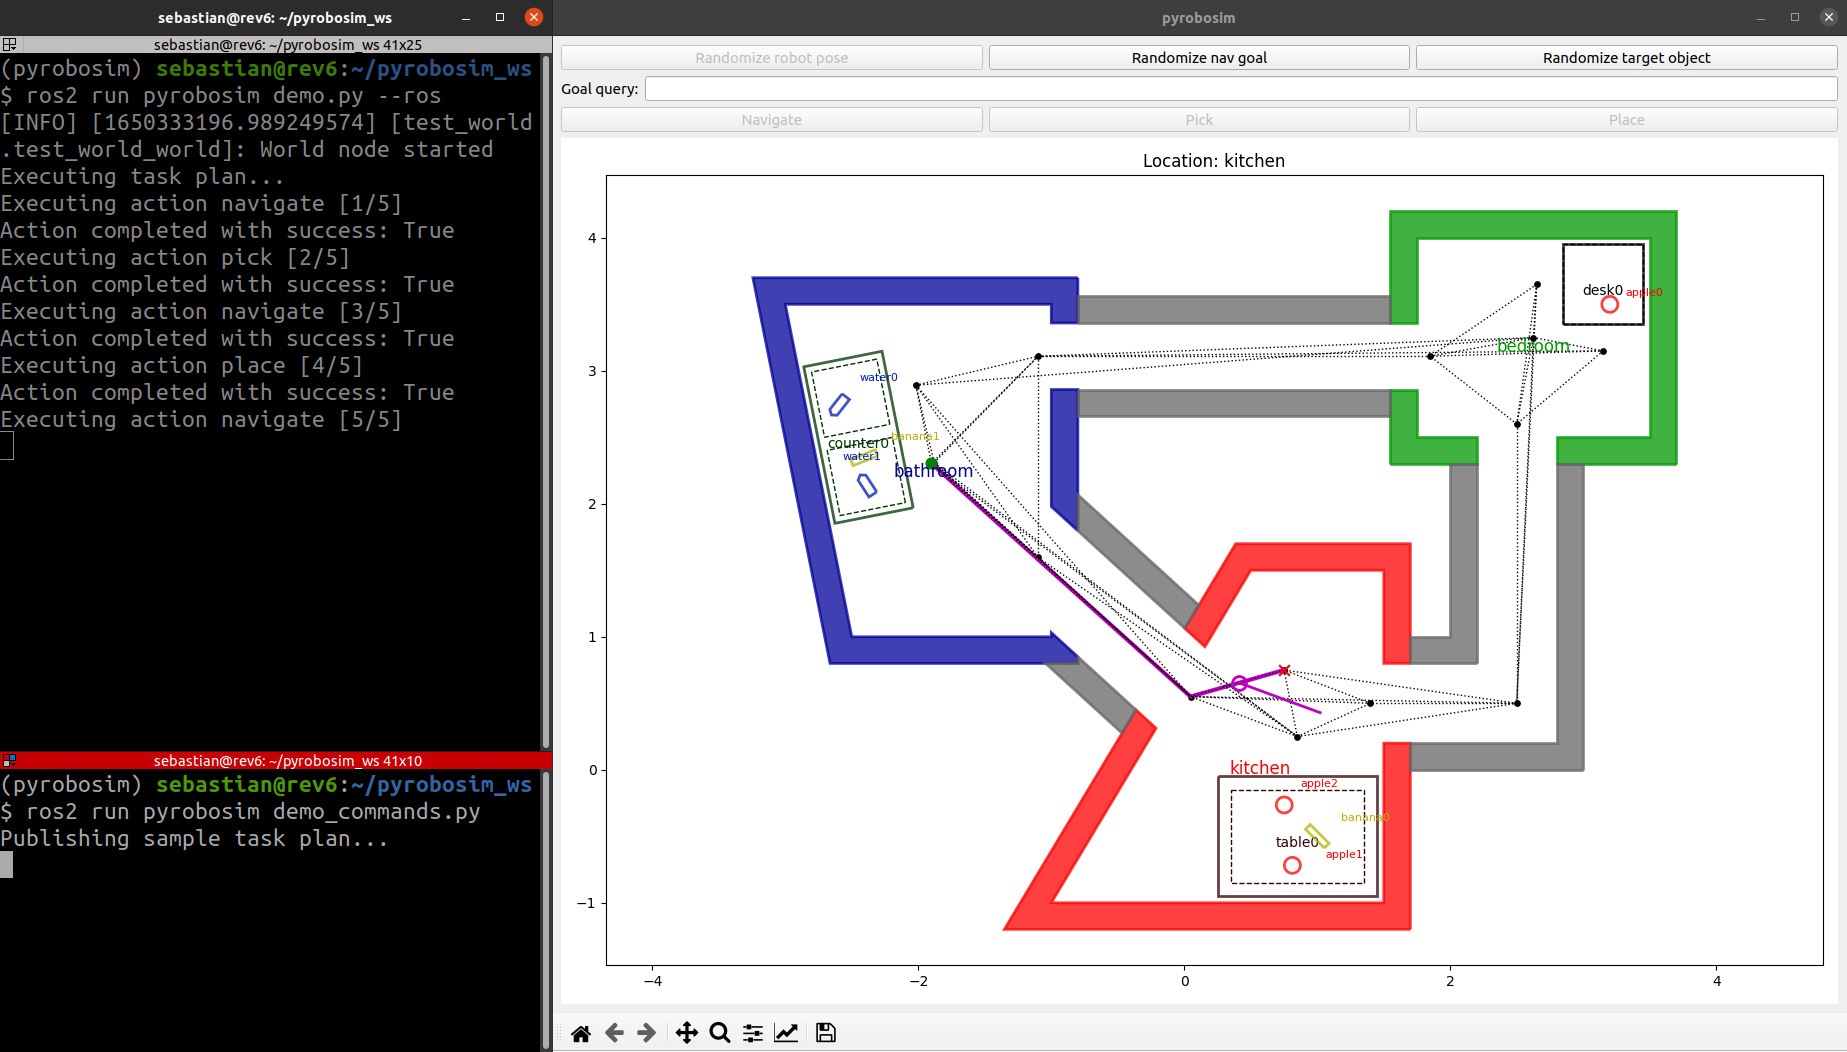 sebastian@rev6: ~/pyrobosim_ws
sebastian@rev6: ~/pyrobosim_ws 41x25
(pyrobosim) sebastian@rev6:~/pyrobosim_ws
$ ros2 run pyrobosim demo.py --ros
[INFO] [1650333196.989249574] [test_world
.test_world_world]: World node started
Executing task plan...
Executing action navigate [1/5]
Action completed with success: True
Executing action pick [2/5]
Action completed with success: True
Executing action navigate [3/5]
Action completed with success: True
Executing action place [4/5]
Action completed with success: True
Executing action navigate [5/5]
sebastian@rev6: ~/pyrobosim_ws 41x10
(pyrobosim) sebastian@rev6:~/pyrobosim_ws
$ ros2 run pyrobosim demo_commands.py
Publishing sample task plan...
pyrobosim
Randomize robot pose
Randomize nav goal
Randomize target object
Goal query:
Navigate
Pick
Place
Location: kitchen
4
3
2
1
0
−1
−4
−2
0
2
4
desk0
apple0
bedroom
water0
banana1
counter0
water1
bathroom
kitchen
apple2
banana0
table0
apple1